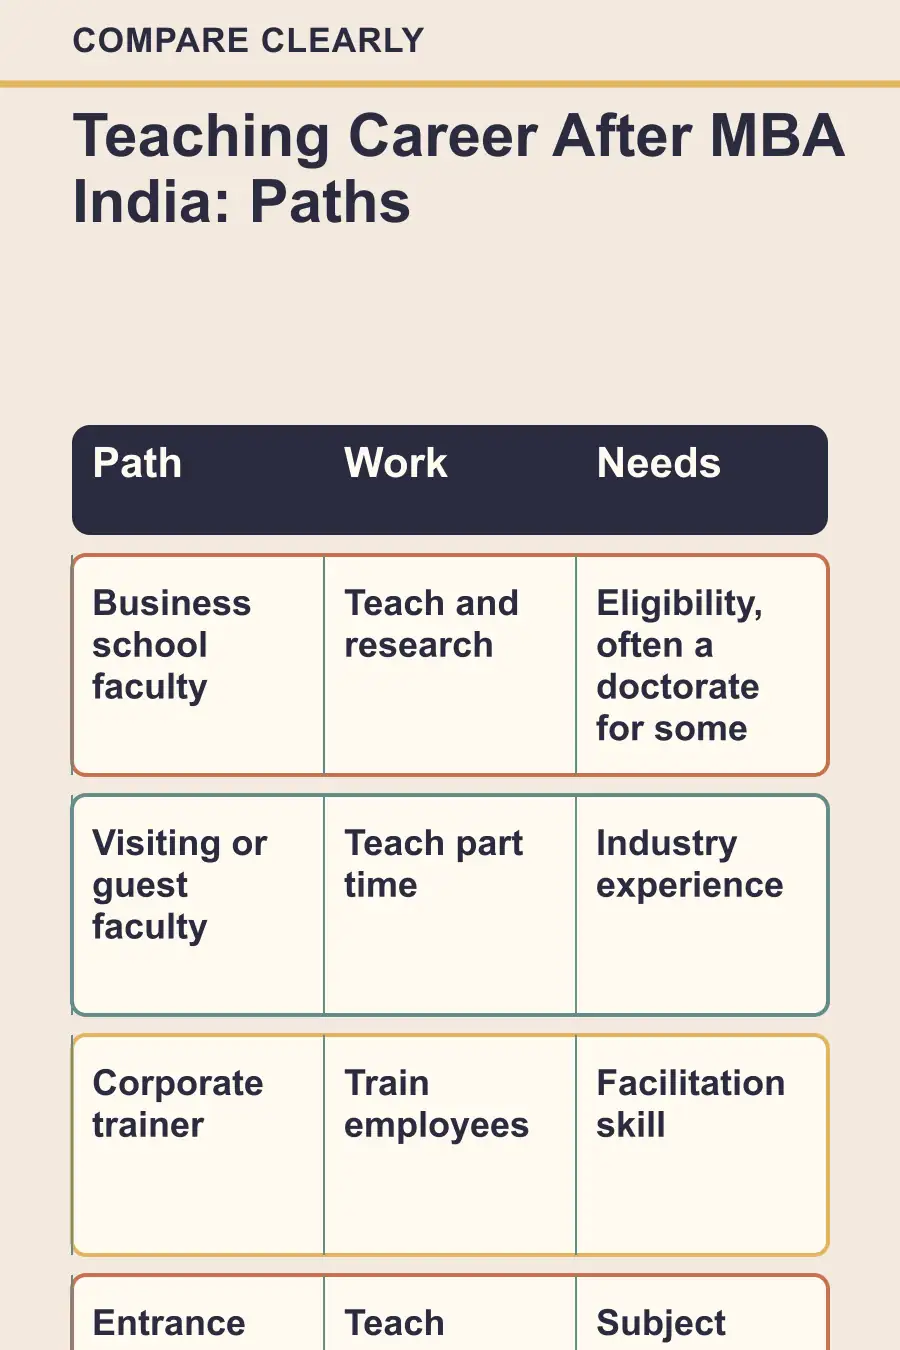 COMPARE CLEARLY
Teaching Career After MBA
India: Paths
Path Work Needs
Business school faculty Teach and research Eligibility, often a doctorate for some
Visiting or guest faculty Teach part time Industry experience
Corporate trainer Train employees Facilitation skill
Entrance Teach Subject